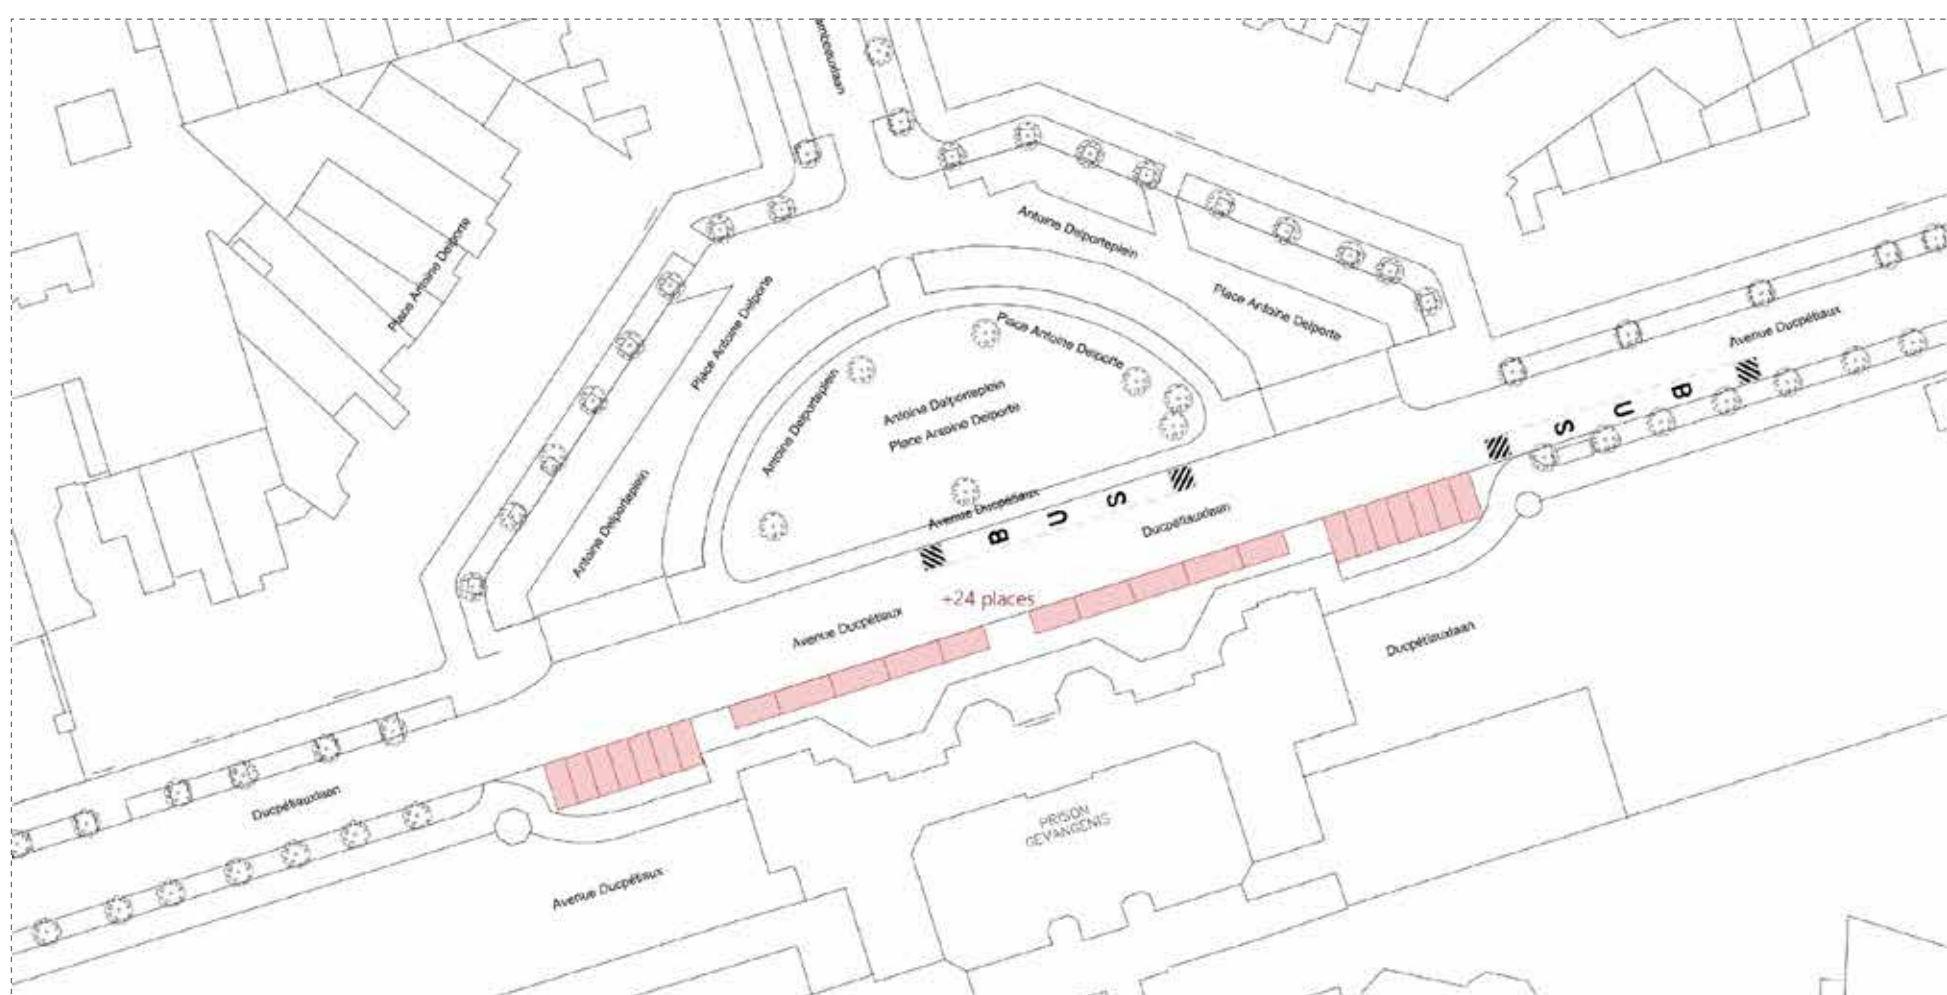 Place Antoine Delporte
Antoine Delporteplein
Place Antoine Delporte
Place Antoine Delporte
Place Antoine Delporte
Antoine Delporteplein
Antoine Delporteplein
Place Antoine Delporte
Antoine Delporteplein
Avenue Ducpétiaux
Avenue Ducpétiaux
BUS
BUS
Ducpétiauxlaan
+24 places
Avenue Ducpétiaux
Ducpétiauxlaan
Ducpétiauxlaan
PRISON
GEVANGENIS
Avenue Ducpétiaux